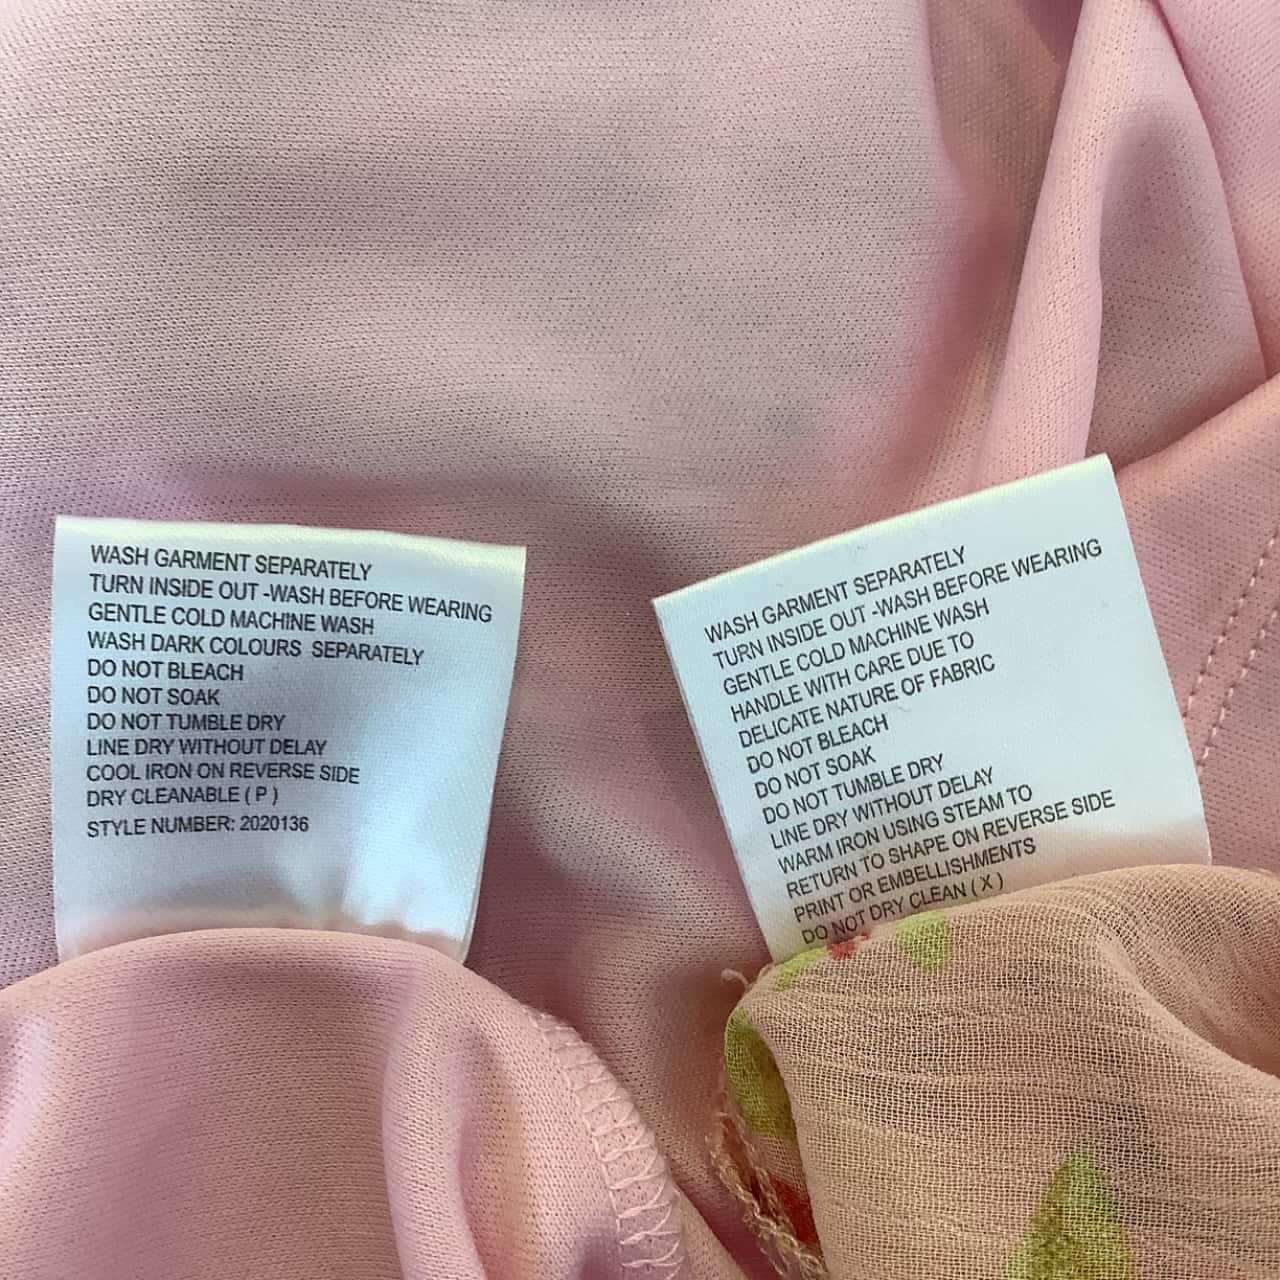 WASH GARMENT SEPARATELY
TURN INSIDE OUT -WASH BEFORE WEARING
GENTLE COLD MACHINE WASH
WASH DARK COLOURS SEPARATELY
DO NOT BLEACH
DO NOT SOAK
DO NOT TUMBLE DRY
LINE DRY WITHOUT DELAY
COOL IRON ON REVERSE SIDE
DRY CLEANABLE ( P )
STYLE NUMBER: 2020136
WASH GARMENT SEPARATELY
TURN INSIDE OUT -WASH BEFORE WEARING
GENTLE COLD MACHINE WASH
HANDLE WITH CARE DUE TO
DELICATE NATURE OF FABRIC
DO NOT BLEACH
DO NOT SOAK
DO NOT TUMBLE DRY
LINE DRY WITHOUT DELAY
WARM IRON USING STEAM TO
RETURN TO SHAPE ON REVERSE SIDE
PRINT OR EMBELLISHMENTS
DO NOT DRY CLEAN ( X )